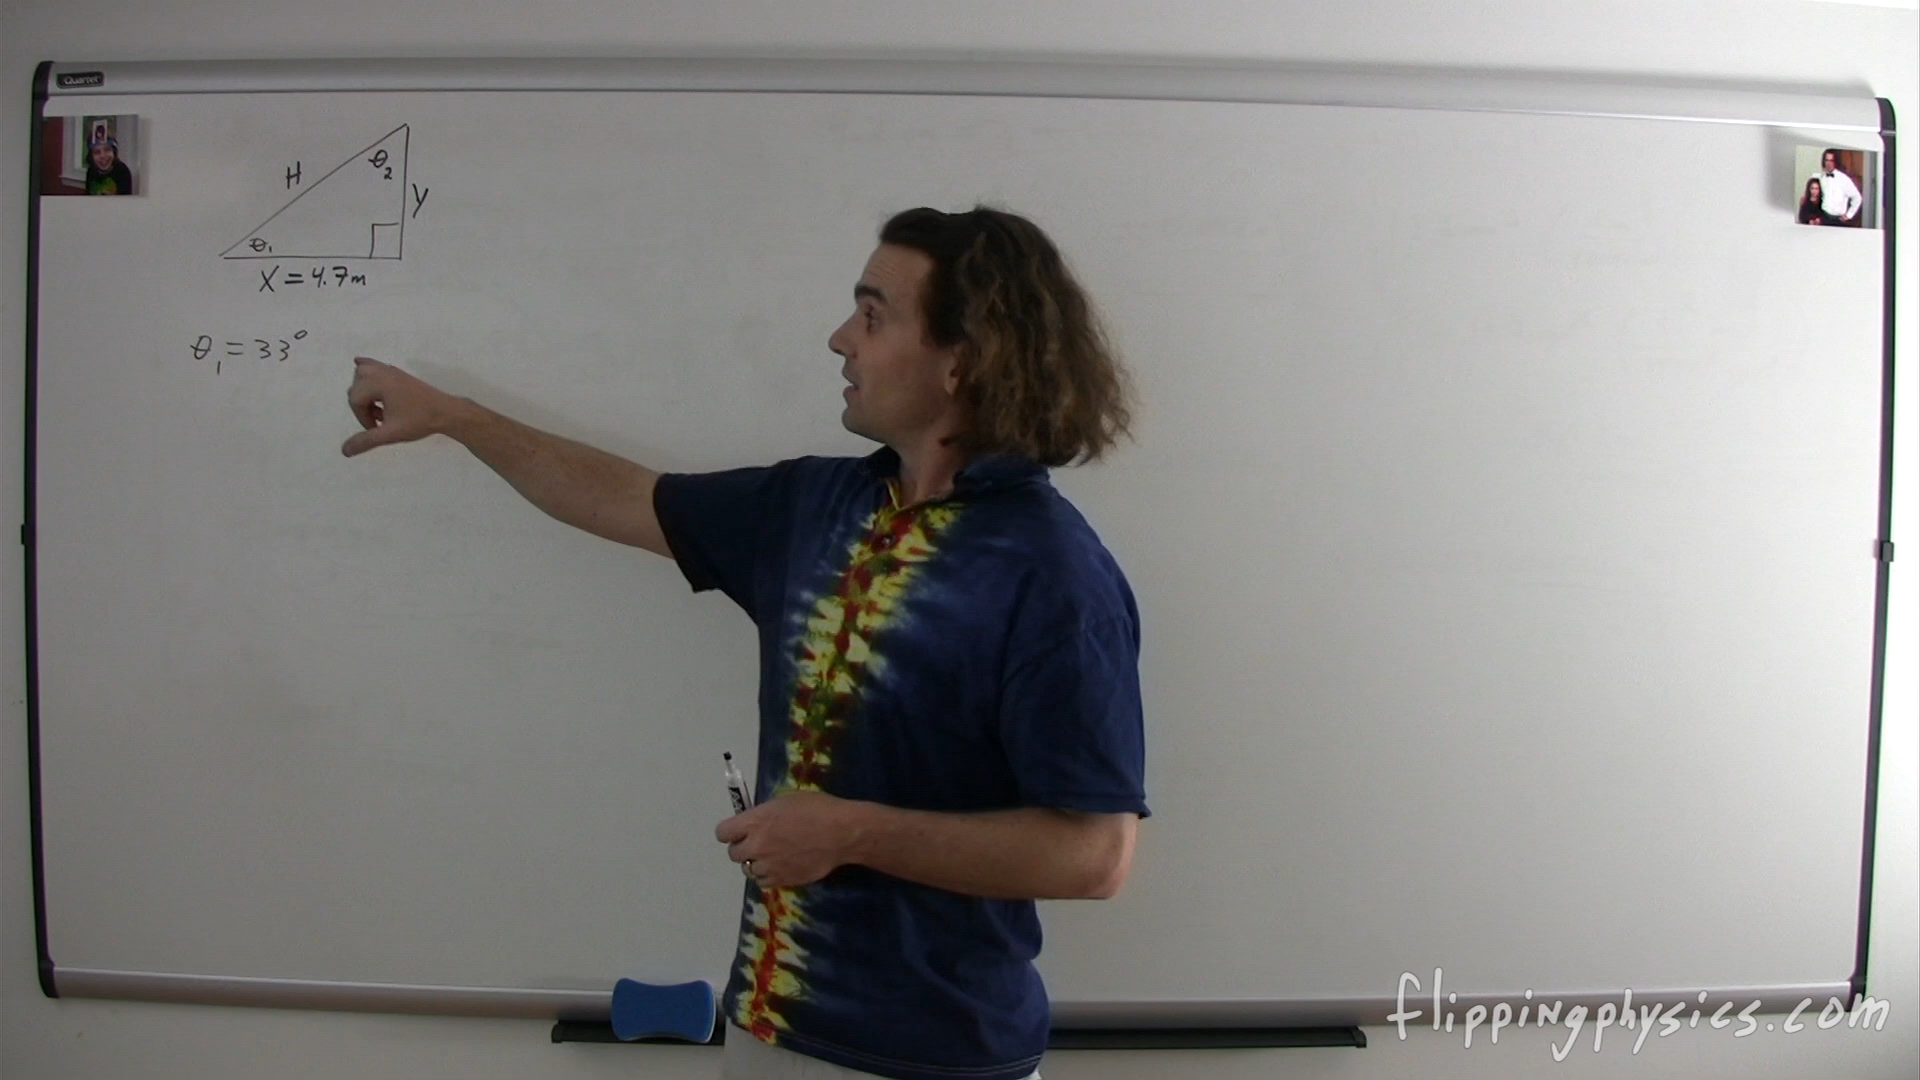 Quartet
H
θ₂
y
θ₁
X = 4.7m
θ₁ = 33°
flippingphysics.com